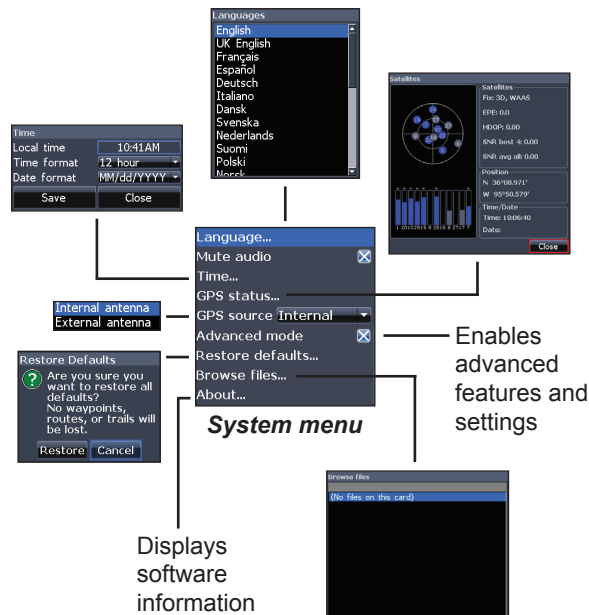 Languages
English
UK English
Français
Español
Deutsch
Italiano
Dansk
Svenska
Nederlands
Suomi
Polski
Norsk
Time
Local time 10:41AM
Time format 12 hour
Date format MM/dd/YYYY
Save Close
Satellites
Satellites
Fix: 3D, WAAS
EPE: 0.0
HDOP: 0.00
SNR best 4: 0.00
SNR avg all: 0.00
Position
N 36°08.971'
W 95°50.579'
Time/Date
Time: 18:06:40
Date:
Close
Language...
Mute audio
Time...
GPS status...
GPS source Internal
Advanced mode
Restore defaults...
Browse files...
About...
System menu
Internal antenna
External antenna
Restore Defaults
Are you sure you
want to restore all
defaults?
No waypoints,
routes, or trails will
be lost.
Restore Cancel
Enables
advanced
features and
settings
Displays
software
information
Browse files
(No files on this card)